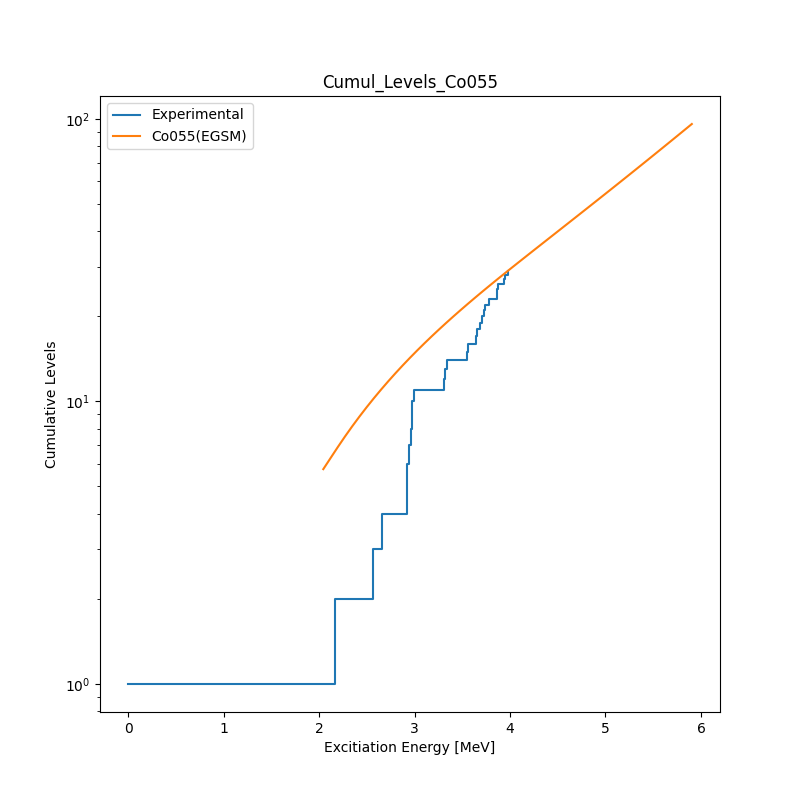 Cumul_Levels_Co055
Experimental
Co055(EGSM)
10²
10¹
10⁰
Cumulative Levels
0 1 2 3 4 5 6
Excitiation Energy [MeV]